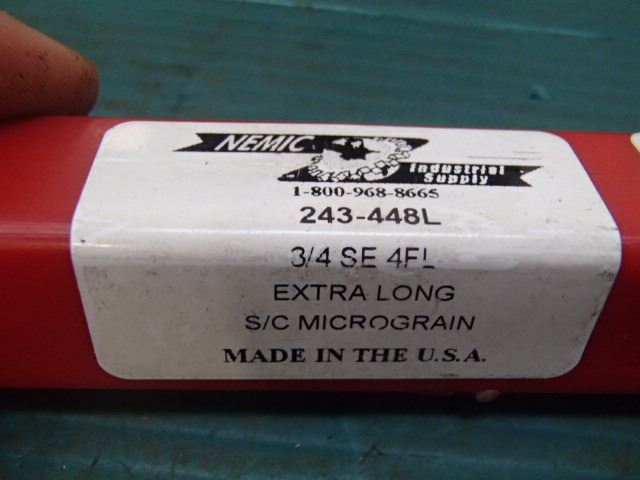 NEMIC
Industrial
Supply
1-800-968-8665
243-448L
3/4 SE 4FL
EXTRA LONG
S/C MICROGRAIN
MADE IN THE U.S.A.